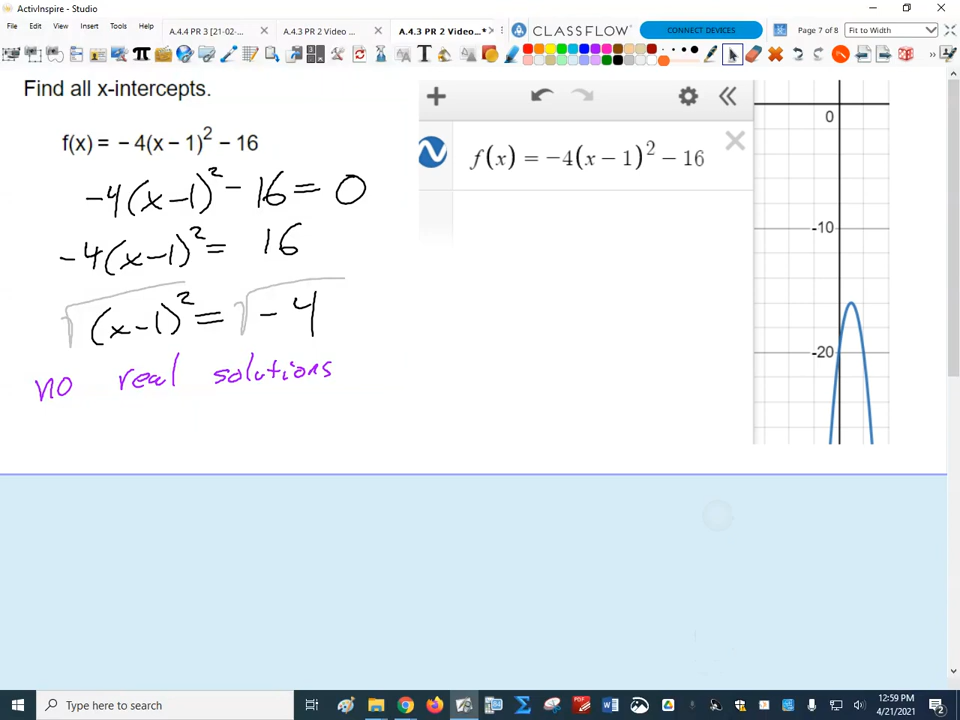 ActivInspire - Studio
File Edit View Insert Tools Help
A.4.4 PR 3 [21-02-... A.4.3 PR 2 Video ... A.4.3 PR 2 Video...*
CLASSFLOW CONNECT DEVICES Page 7 of 8 Fit to Width
Find all x-intercepts.
f(x) = − 4(x − 1)² − 16
-4(x-1)² - 16 = 0
-4(x-1)² = 16
√(x-1)² = √-4
no real solutions
f(x) = −4(x − 1)² − 16
0
-10
-20
Type here to search
12:59 PM
4/21/2021
2